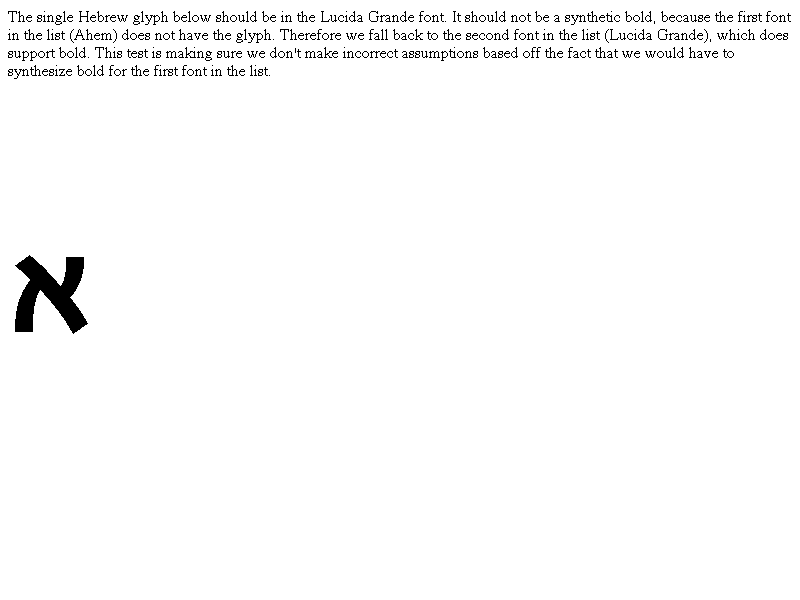 The single Hebrew glyph below should be in the Lucida Grande font. It should not be a synthetic bold, because the first font
in the list (Ahem) does not have the glyph. Therefore we fall back to the second font in the list (Lucida Grande), which does
support bold. This test is making sure we don't make incorrect assumptions based off the fact that we would have to
synthesize bold for the first font in the list.
א